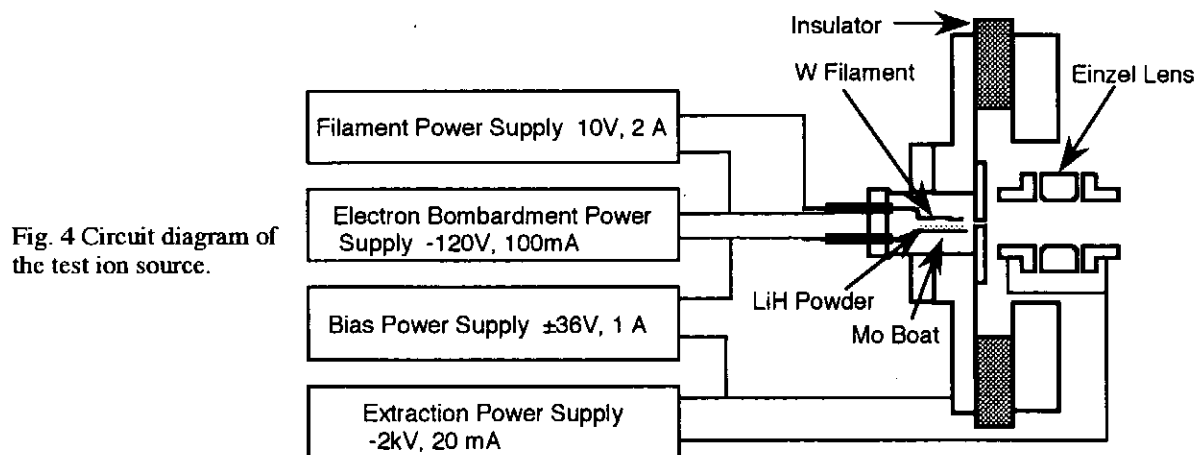 Insulator
W Filament
Einzel Lens
Filament Power Supply 10V, 2 A
Electron Bombardment Power
Supply -120V, 100mA
Fig. 4 Circuit diagram of
the test ion source.
LiH Powder
Mo Boat
Bias Power Supply ±36V, 1 A
Extraction Power Supply
-2kV, 20 mA